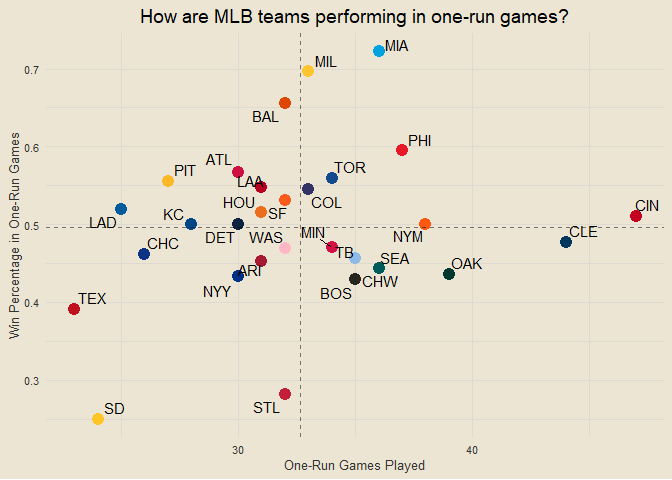 How are MLB teams performing in one-run games?
MIA
MIL
0.7
BAL
0.6
PHI
ATL
PIT
TOR
LAA
HOU
SF
COL
CIN
LAD
KC
0.5
DET
WAS
MIN
NYM
CLE
CHC
TB
SEA
OAK
ARI
NYY
CHW
BOS
0.4
TEX
0.3
SD
STL
30
40
One-Run Games Played
Win Percentage in One-Run Games